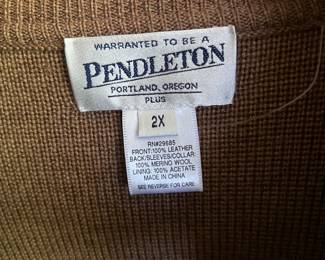 WARRANTED TO BE A
PENDLETON
PORTLAND, OREGON
PLUS
2X
RN#29685
FRONT:100% LEATHER
BACK/SLEEVES/COLLAR:
100% MERINO WOOL
LINING: 100% ACETATE
MADE IN CHINA
SEE REVERSE FOR CARE